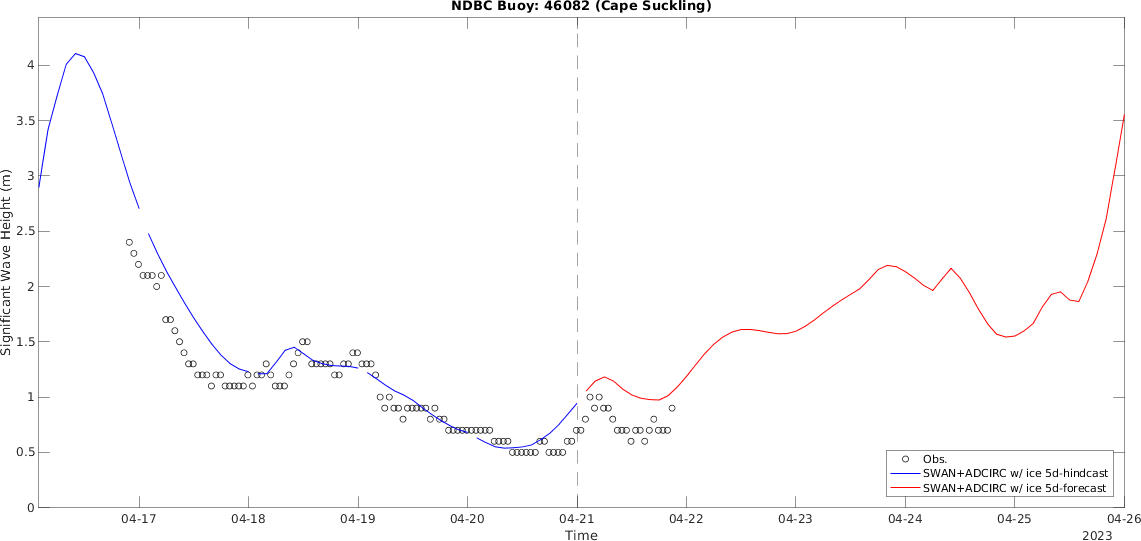 NDBC Buoy: 46082 (Cape Suckling)
Significant Wave Height (m)
4
3.5
3
2.5
2
1.5
1
0.5
0
Obs.
SWAN+ADCIRC w/ ice 5d-hindcast
SWAN+ADCIRC w/ ice 5d-forecast
04-17 04-18 04-19 04-20 04-21 04-22 04-23 04-24 04-25 04-26
Time
2023